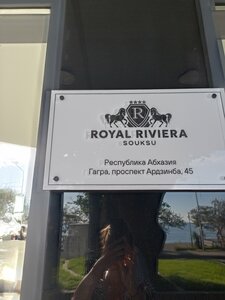 R
ROYAL RIVIERA
SOUKSU
Республика Абхазия
Гагра, проспект Ардзинба, 45